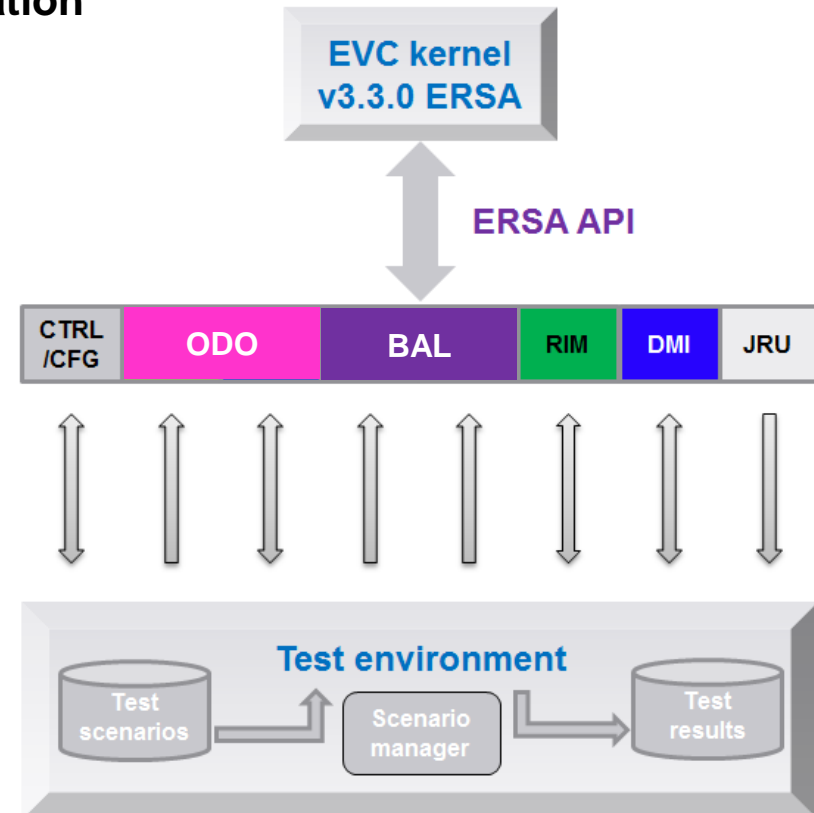 EVC kernel
v3.3.0 ERSA
ERSA API
CTRL
/CFG
ODO
BAL
RIM
DMI
JRU
Test environment
Test
scenarios
Scenario
manager
Test
results